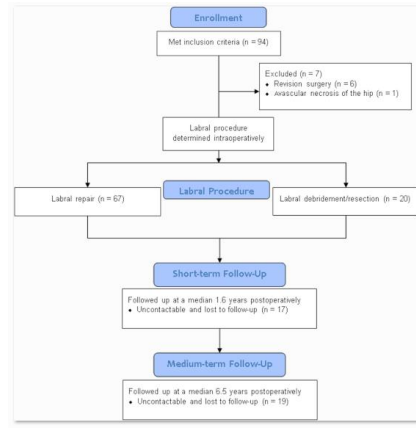 Enrollment
Met inclusion criteria (n = 94)
Excluded (n = 7)
• Revision surgery (n = 6)
• Avascular necrosis of the hip (n = 1)
Labral procedure
determined intraoperatively
Labral Procedure
Labral repair (n = 67)
Labral debridement/resection (n = 20)
Short-term Follow-Up
Followed up at a median 1.6 years postoperatively
• Uncontactable and lost to follow-up (n = 17)
Medium-term Follow-Up
Followed up at a median 6.5 years postoperatively
• Uncontactable and lost to follow-up (n = 19)